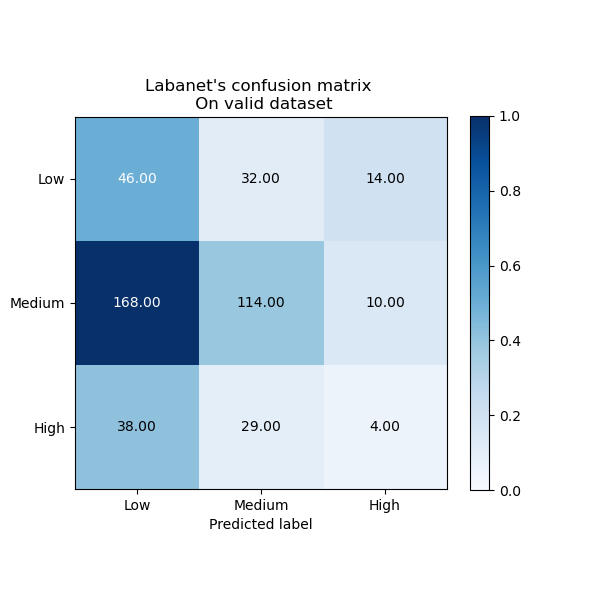 Labanet's confusion matrix
On valid dataset
Low 46.00 32.00 14.00
Medium 168.00 114.00 10.00
High 38.00 29.00 4.00
Low Medium High
Predicted label
1.0
0.8
0.6
0.4
0.2
0.0